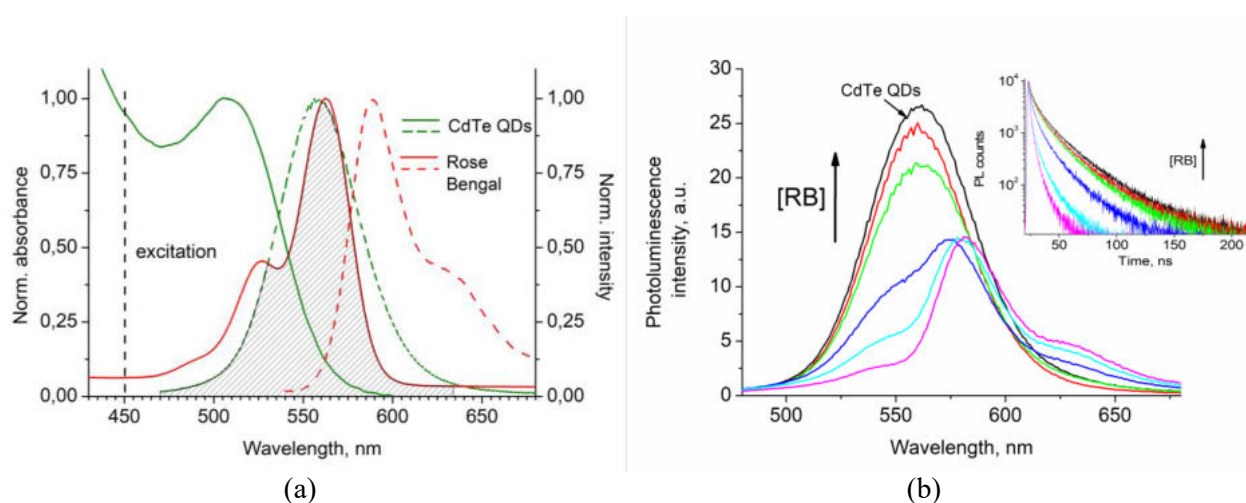 1,00
0,75
0,50
0,25
0,00
450 500 550 600 650
Wavelength, nm
Norm. absorbance
excitation
CdTe QDs
Rose
Bengal
1,00
0,75
0,50
0,25
0,00
Norm. intensity
(a)
30
25
20
15
10
5
0
500 550 600 650
Wavelength, nm
Photoluminescence
intensity, a.u.
CdTe QDs
[RB]
10⁴
10³
10²
PL counts
50 100 150 200
Time, ns
[RB]
(b)